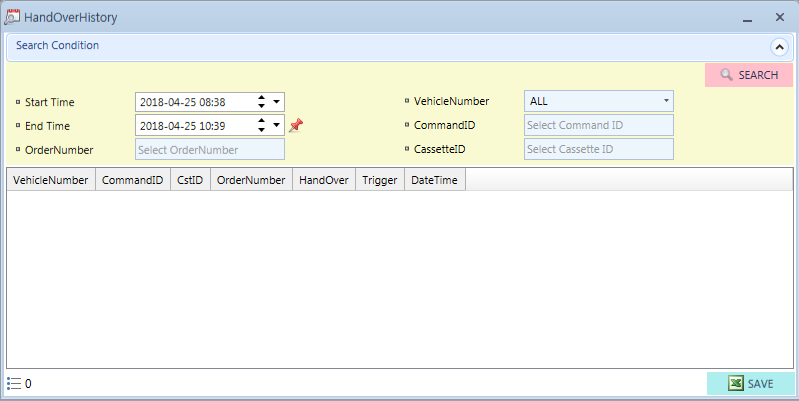 HandOverHistory
Search Condition
SEARCH
Start Time 2018-04-25 08:38 VehicleNumber ALL
End Time 2018-04-25 10:39 CommandID Select Command ID
OrderNumber Select OrderNumber CassetteID Select Cassette ID
VehicleNumber CommandID CstID OrderNumber HandOver Trigger DateTime
0 SAVE